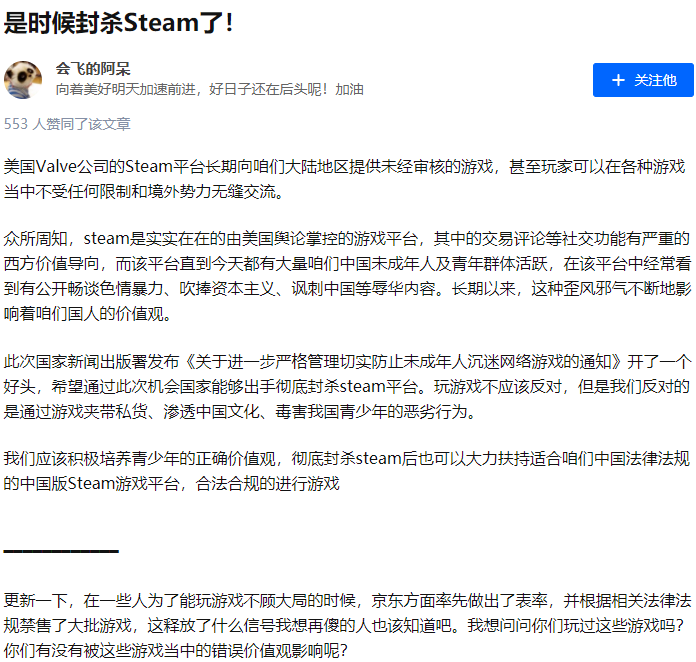 是时候封杀Steam了！
会飞的阿呆
向着美好明天加速前进，好日子还在后头呢！加油
+ 关注他
553 人赞同了该文章
美国Valve公司的Steam平台长期向咱们大陆地区提供未经审核的游戏，甚至玩家可以在各种游戏
当中不受任何限制和境外势力无缝交流。
众所周知，steam是实实在在的由美国舆论掌控的游戏平台，其中的交易评论等社交功能有严重的
西方价值导向，而该平台直到今天都有大量咱们中国未成年人及青年群体活跃，在该平台中经常看
到有公开畅谈色情暴力、吹捧资本主义、讽刺中国等辱华内容。长期以来，这种歪风邪气不断地影
响着咱们国人的价值观。
此次国家新闻出版署发布《关于进一步严格管理切实防止未成年人沉迷网络游戏的通知》开了一个
好头，希望通过此次机会国家能够出手彻底封杀steam平台。玩游戏不应该反对，但是我们反对的
是通过游戏夹带私货、渗透中国文化、毒害我国青少年的恶劣行为。
我们应该积极培养青少年的正确价值观，彻底封杀steam后也可以大力扶持适合咱们中国法律法规
的中国版Steam游戏平台，合法合规的进行游戏
更新一下，在一些人为了能玩游戏不顾大局的时候，京东方面率先做出了表率，并根据相关法律法
规禁售了大批游戏，这释放了什么信号我想再傻的人也该知道吧。我想问问你们玩过这些游戏吗？
你们有没有被这些游戏当中的错误价值观影响呢？